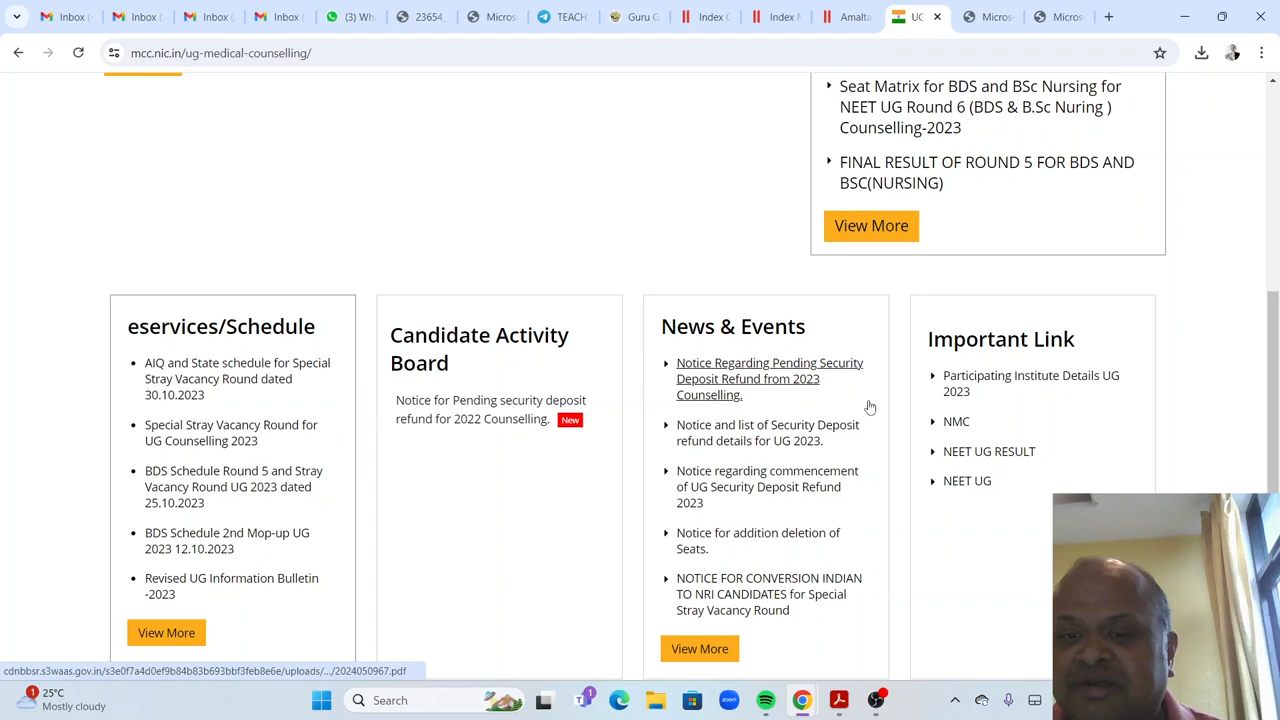 Inbox (
Inbox (
Inbox (
Inbox (
(3) Wh
23654
Micros
TEACH
Guru G
Index (
Index M
Amalta
UG
Micros
Micros
mcc.nic.in/ug-medical-counselling/
Seat Matrix for BDS and BSc Nursing for
NEET UG Round 6 (BDS & B.Sc Nuring )
Counselling-2023
FINAL RESULT OF ROUND 5 FOR BDS AND
BSC(NURSING)
View More
eservices/Schedule
AIQ and State schedule for Special
Stray Vacancy Round dated
30.10.2023
Special Stray Vacancy Round for
UG Counselling 2023
BDS Schedule Round 5 and Stray
Vacancy Round UG 2023 dated
25.10.2023
BDS Schedule 2nd Mop-up UG
2023 12.10.2023
Revised UG Information Bulletin
-2023
View More
Candidate Activity
Board
Notice for Pending security deposit
refund for 2022 Counselling. New
News & Events
Notice Regarding Pending Security
Deposit Refund from 2023
Counselling.
Notice and list of Security Deposit
refund details for UG 2023.
Notice regarding commencement
of UG Security Deposit Refund
2023
Notice for addition deletion of
Seats.
NOTICE FOR CONVERSION INDIAN
TO NRI CANDIDATES for Special
Stray Vacancy Round
View More
Important Link
Participating Institute Details UG
2023
NMC
NEET UG RESULT
NEET UG
cdnbbsr.s3waas.gov.in/s3e0f7a4d0ef9b84b83b693bbf3feb8e6e/uploads/.../2024050967.pdf
1
25°C
Mostly cloudy
Search
1
zoom